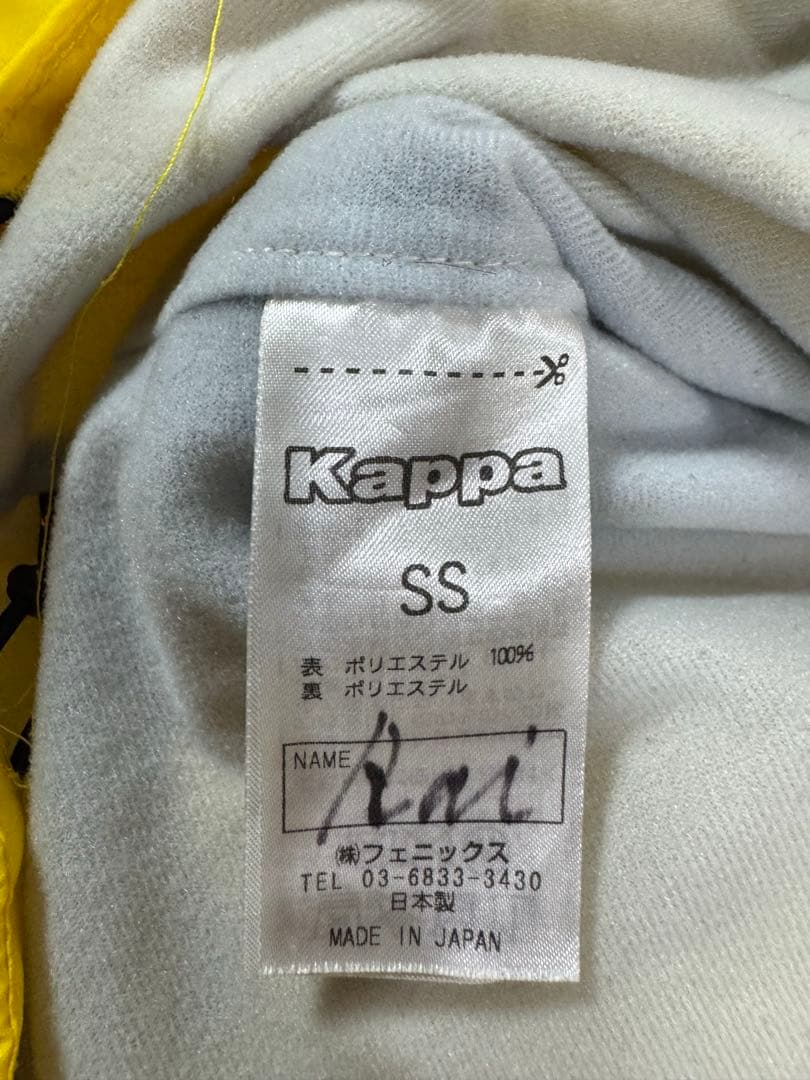 Kappa
SS
表 ポリエステル 100%
裏 ポリエステル
NAME Kai
㈱フェニックス
TEL 03-6833-3430
日本製
MADE IN JAPAN